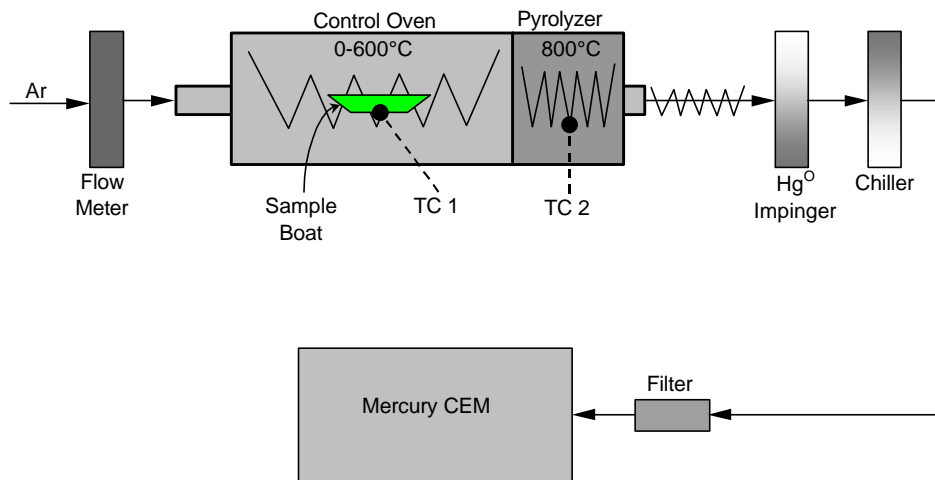 Control Oven
0-600°C
Pyrolyzer
800°C
Ar
Flow
Meter
Sample
Boat
TC 1
TC 2
Hg^O
Impinger
Chiller
Mercury CEM
Filter